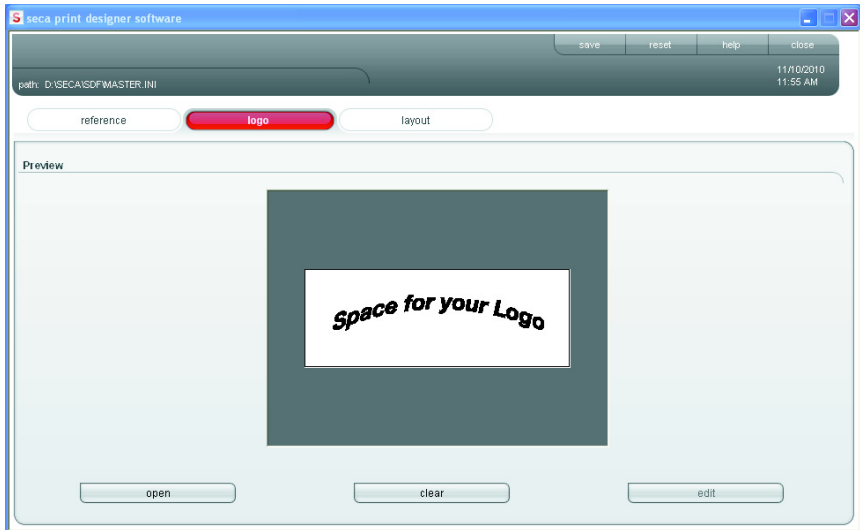 S seca print designer software
save reset help close
path: D:\SECA\SDF\MASTER.INI
11/10/2010
11:55 AM
reference logo layout
Preview
Space for your Logo
open clear edit